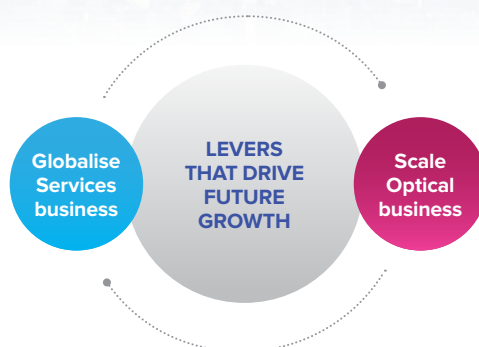 Globalise
Services
business
LEVERS
THAT DRIVE
FUTURE
GROWTH
Scale
Optical
business